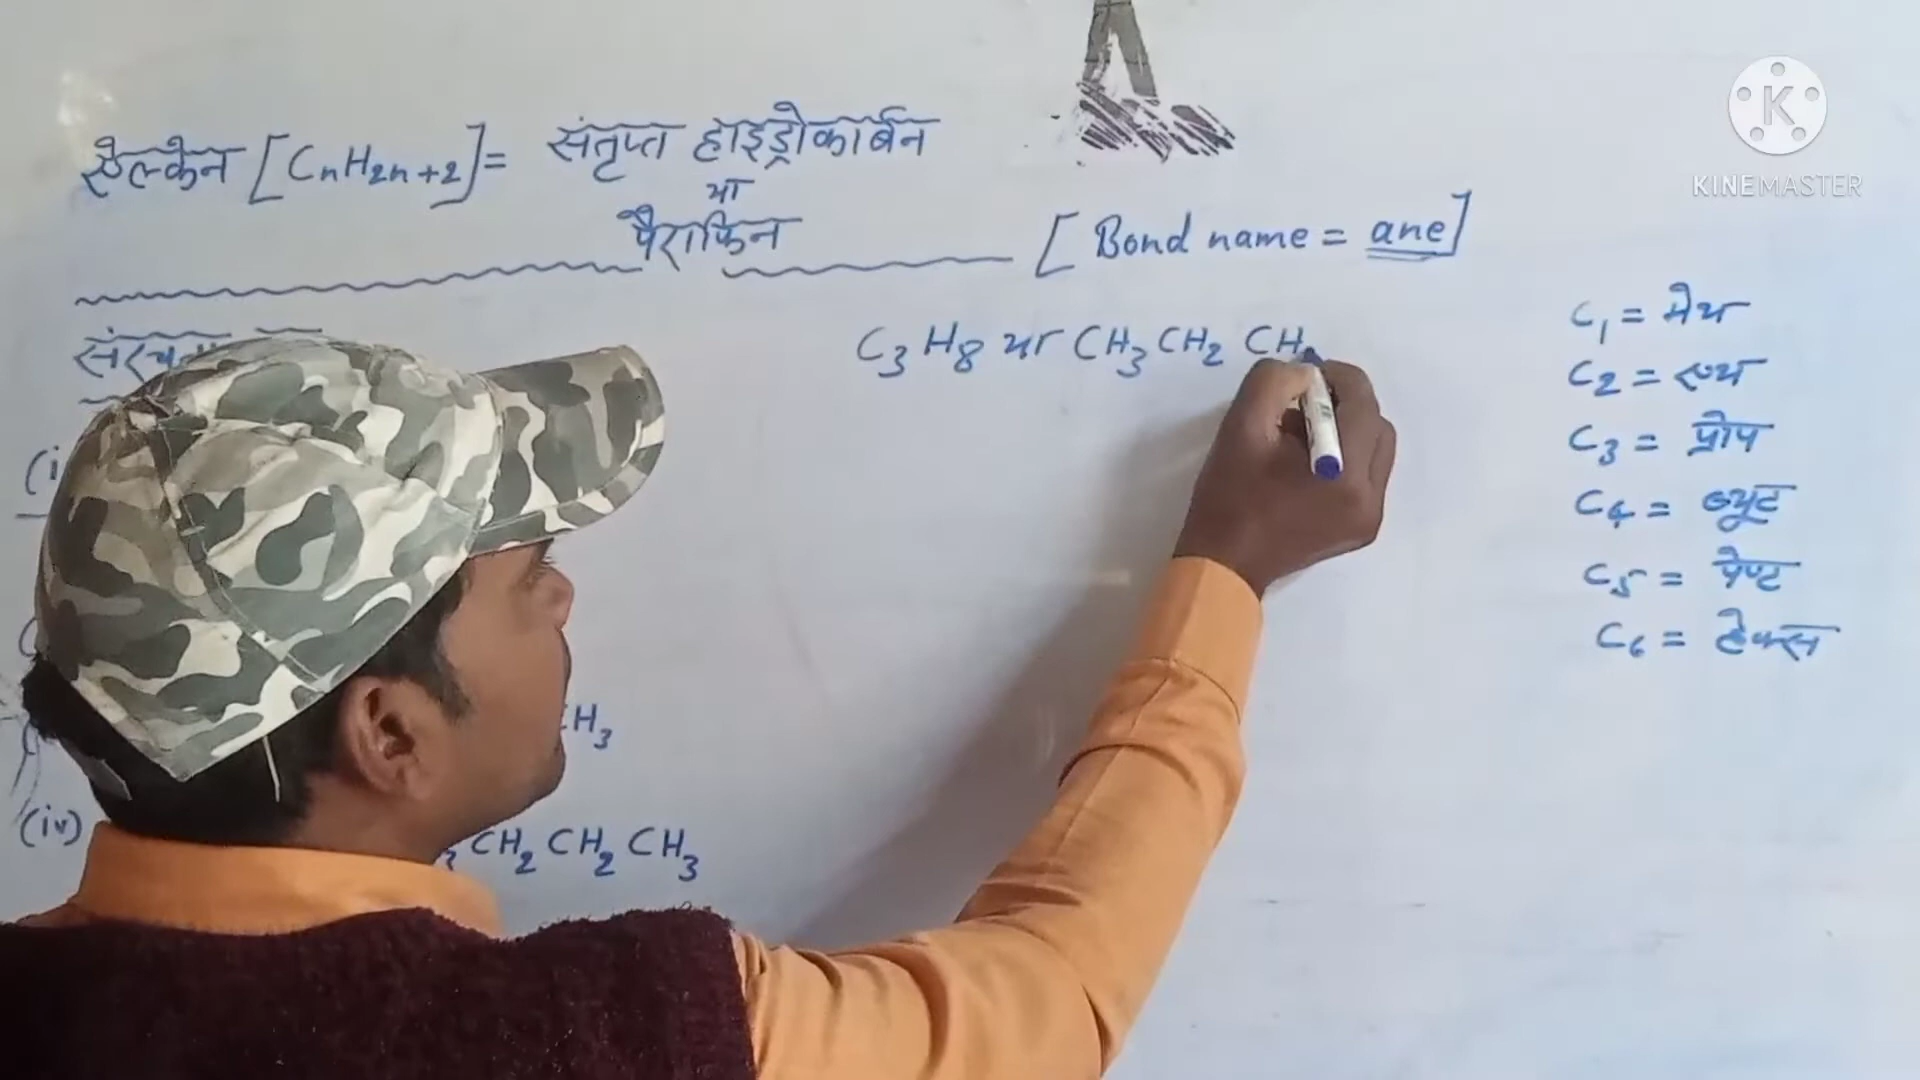 ऐल्केन [CnH2n+2] = संतृप्त हाइड्रोकार्बन
या
पैराफिन
[Bond name = ane]
C3H8 या CH3CH2 CH
C1 = मेथ
C2 = एथ
C3 = प्रोप
C4 = ब्यूट
C5 = पेण्ट
C6 = हेक्स
CH3
(iv) CH2 CH2 CH3
K
KINEMASTER